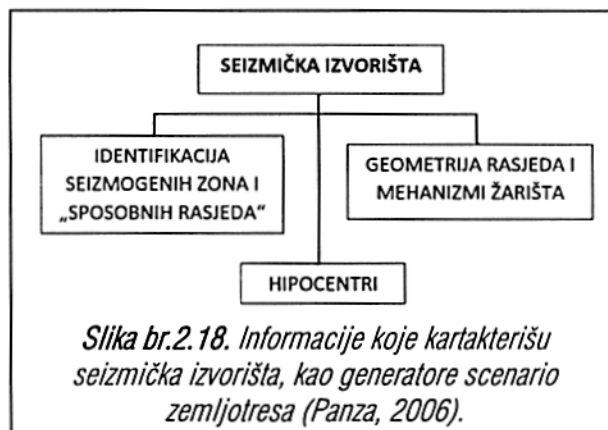 SEIZMIČKA IZVORIŠTA
IDENTIFIKACIJA
SEIZMOGENIH ZONA I
„SPOSOBNIH RASJEDA“
GEOMETRIJA RASJEDA I
MEHANIZMI ŽARIŠTA
HIPOCENTRI
Slika br.2.18. Informacije koje kartakterišu
seizmička izvorišta, kao generatore scenario
zemljotresa (Panza, 2006).